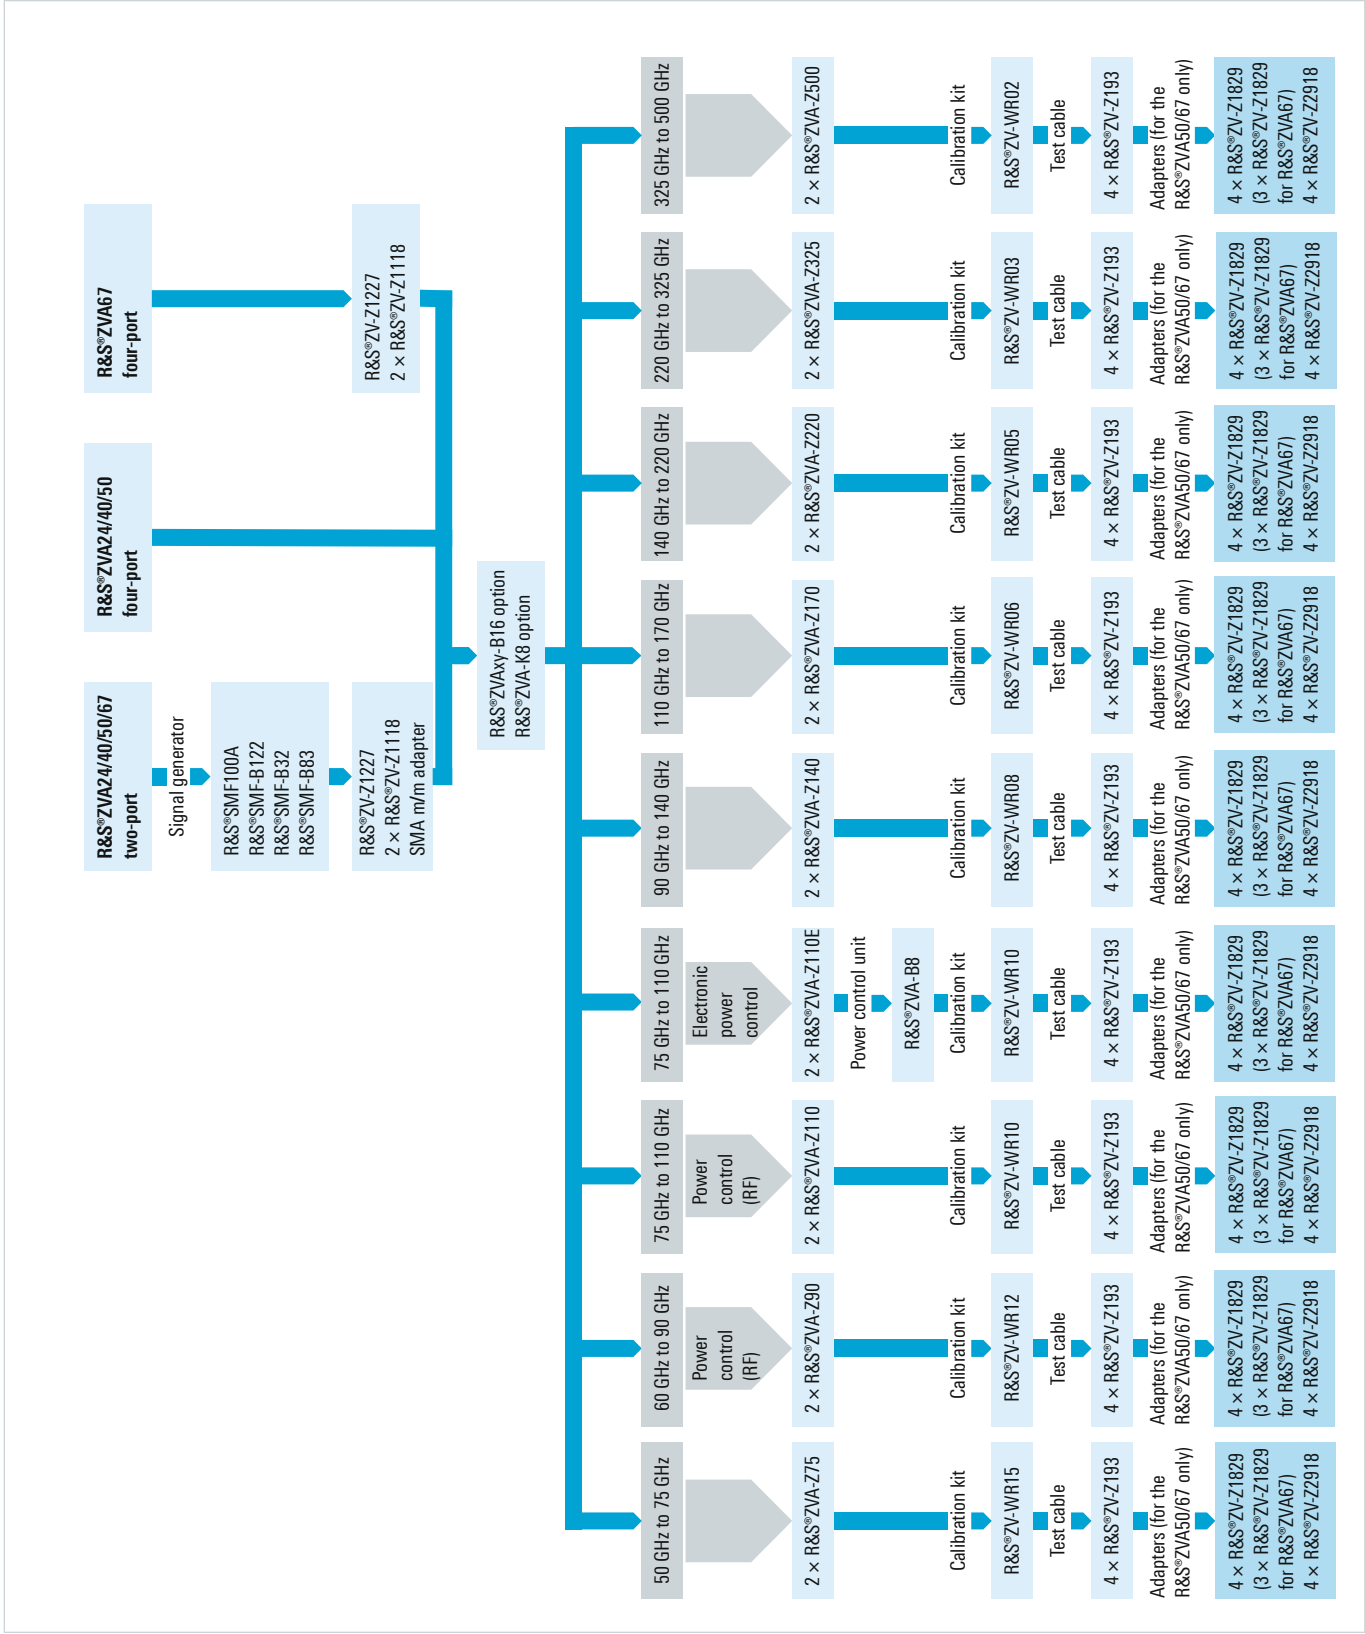 R&S®ZVA24/40/50/67
two-port
Signal generator
R&S®SMF100A
R&S®SMF-B122
R&S®SMF-B32
R&S®SMF-B83
R&S®ZV-Z1227
2 × R&S®ZV-Z1118
SMA m/m adapter
R&S®ZVA24/40/50
four-port
R&S®ZVA67
four-port
R&S®ZV-Z1227
2 × R&S®ZV-Z1118
R&S®ZVAxy-B16 option
R&S®ZVA-K8 option
50 GHz to 75 GHz
2 × R&S®ZVA-Z75
Calibration kit
R&S®ZV-WR15
Test cable
4 × R&S®ZV-Z193
Adapters (for the
R&S®ZVA50/67 only)
4 × R&S®ZV-Z1829
(3 × R&S®ZV-Z1829
for R&S®ZVA67)
4 × R&S®ZV-Z2918
60 GHz to 90 GHz
Power
control
(RF)
2 × R&S®ZVA-Z90
Calibration kit
R&S®ZV-WR12
Test cable
4 × R&S®ZV-Z193
Adapters (for the
R&S®ZVA50/67 only)
4 × R&S®ZV-Z1829
(3 × R&S®ZV-Z1829
for R&S®ZVA67)
4 × R&S®ZV-Z2918
75 GHz to 110 GHz
Power
control
(RF)
2 × R&S®ZVA-Z110
Calibration kit
R&S®ZV-WR10
Test cable
4 × R&S®ZV-Z193
Adapters (for the
R&S®ZVA50/67 only)
4 × R&S®ZV-Z1829
(3 × R&S®ZV-Z1829
for R&S®ZVA67)
4 × R&S®ZV-Z2918
75 GHz to 110 GHz
Electronic
power
control
2 × R&S®ZVA-Z110E
Power control unit
R&S®ZVA-B8
Calibration kit
R&S®ZV-WR10
Test cable
4 × R&S®ZV-Z193
Adapters (for the
R&S®ZVA50/67 only)
4 × R&S®ZV-Z1829
(3 × R&S®ZV-Z1829
for R&S®ZVA67)
4 × R&S®ZV-Z2918
90 GHz to 140 GHz
2 × R&S®ZVA-Z140
Calibration kit
R&S®ZV-WR08
Test cable
4 × R&S®ZV-Z193
Adapters (for the
R&S®ZVA50/67 only)
4 × R&S®ZV-Z1829
(3 × R&S®ZV-Z1829
for R&S®ZVA67)
4 × R&S®ZV-Z2918
110 GHz to 170 GHz
2 × R&S®ZVA-Z170
Calibration kit
R&S®ZV-WR06
Test cable
4 × R&S®ZV-Z193
Adapters (for the
R&S®ZVA50/67 only)
4 × R&S®ZV-Z1829
(3 × R&S®ZV-Z1829
for R&S®ZVA67)
4 × R&S®ZV-Z2918
140 GHz to 220 GHz
2 × R&S®ZVA-Z220
Calibration kit
R&S®ZV-WR05
Test cable
4 × R&S®ZV-Z193
Adapters (for the
R&S®ZVA50/67 only)
4 × R&S®ZV-Z1829
(3 × R&S®ZV-Z1829
for R&S®ZVA67)
4 × R&S®ZV-Z2918
220 GHz to 325 GHz
2 × R&S®ZVA-Z325
Calibration kit
R&S®ZV-WR03
Test cable
4 × R&S®ZV-Z193
Adapters (for the
R&S®ZVA50/67 only)
4 × R&S®ZV-Z1829
(3 × R&S®ZV-Z1829
for R&S®ZVA67)
4 × R&S®ZV-Z2918
325 GHz to 500 GHz
2 × R&S®ZVA-Z500
Calibration kit
R&S®ZV-WR02
Test cable
4 × R&S®ZV-Z193
Adapters (for the
R&S®ZVA50/67 only)
4 × R&S®ZV-Z1829
(3 × R&S®ZV-Z1829
for R&S®ZVA67)
4 × R&S®ZV-Z2918